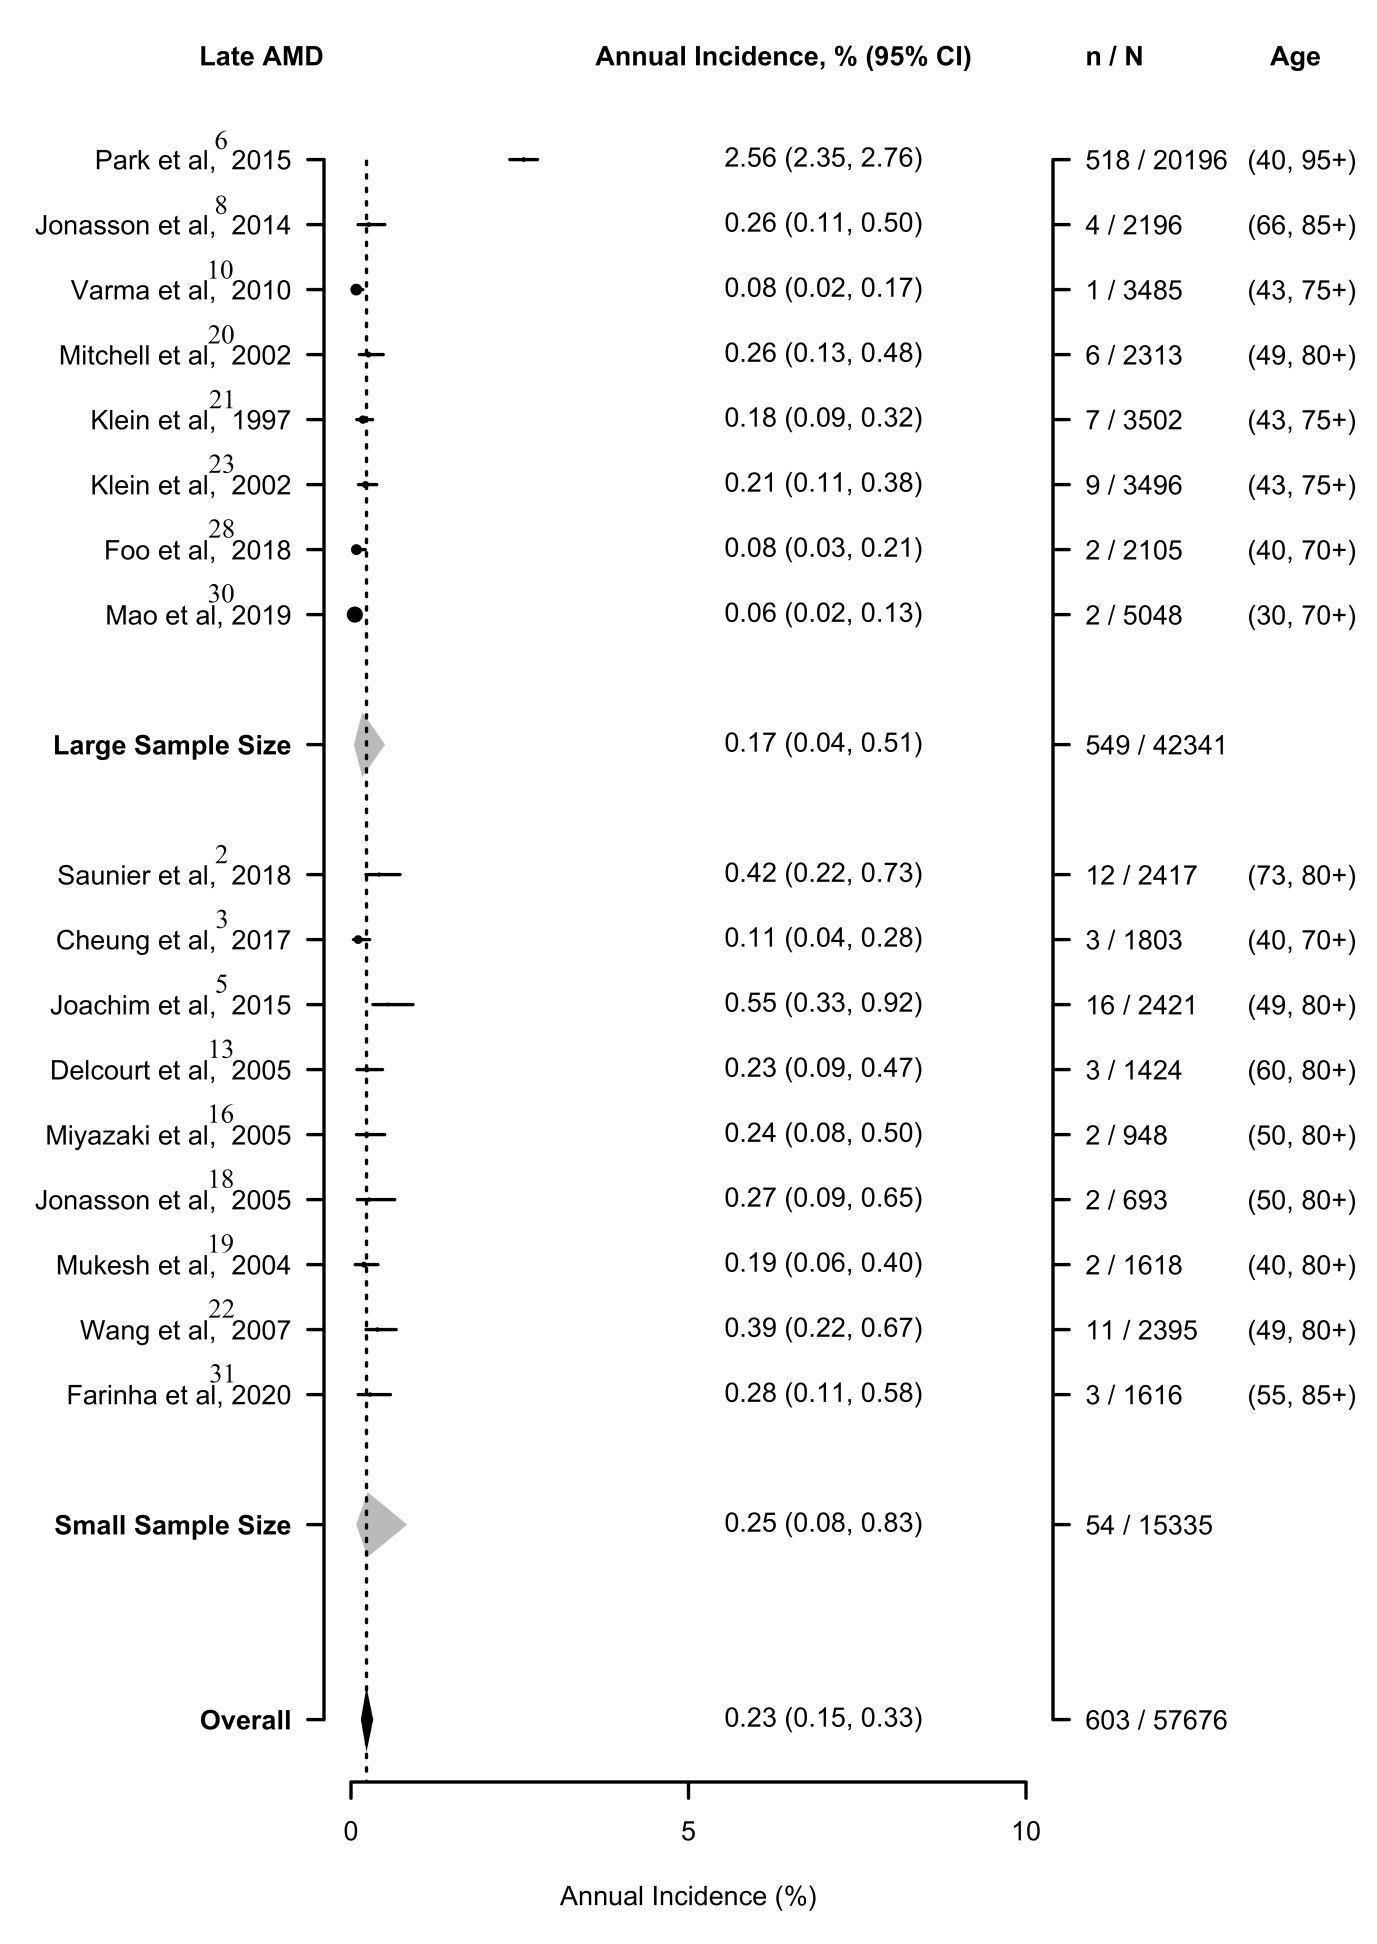 Late AMD Annual Incidence, % (95% CI) n / N Age
Park et al,6 2015 2.56 (2.35, 2.76) 518 / 20196 (40, 95+)
Jonasson et al,8 2014 0.26 (0.11, 0.50) 4 / 2196 (66, 85+)
Varma et al,10 2010 0.08 (0.02, 0.17) 1 / 3485 (43, 75+)
Mitchell et al,20 2002 0.26 (0.13, 0.48) 6 / 2313 (49, 80+)
Klein et al,21 1997 0.18 (0.09, 0.32) 7 / 3502 (43, 75+)
Klein et al,23 2002 0.21 (0.11, 0.38) 9 / 3496 (43, 75+)
Foo et al,28 2018 0.08 (0.03, 0.21) 2 / 2105 (40, 70+)
Mao et al,30 2019 0.06 (0.02, 0.13) 2 / 5048 (30, 70+)
Large Sample Size 0.17 (0.04, 0.51) 549 / 42341
Saunier et al,2 2018 0.42 (0.22, 0.73) 12 / 2417 (73, 80+)
Cheung et al,3 2017 0.11 (0.04, 0.28) 3 / 1803 (40, 70+)
Joachim et al,5 2015 0.55 (0.33, 0.92) 16 / 2421 (49, 80+)
Delcourt et al,13 2005 0.23 (0.09, 0.47) 3 / 1424 (60, 80+)
Miyazaki et al,16 2005 0.24 (0.08, 0.50) 2 / 948 (50, 80+)
Jonasson et al,18 2005 0.27 (0.09, 0.65) 2 / 693 (50, 80+)
Mukesh et al,19 2004 0.19 (0.06, 0.40) 2 / 1618 (40, 80+)
Wang et al,22 2007 0.39 (0.22, 0.67) 11 / 2395 (49, 80+)
Farinha et al,31 2020 0.28 (0.11, 0.58) 3 / 1616 (55, 85+)
Small Sample Size 0.25 (0.08, 0.83) 54 / 15335
Overall 0.23 (0.15, 0.33) 603 / 57676
0 5 10
Annual Incidence (%)